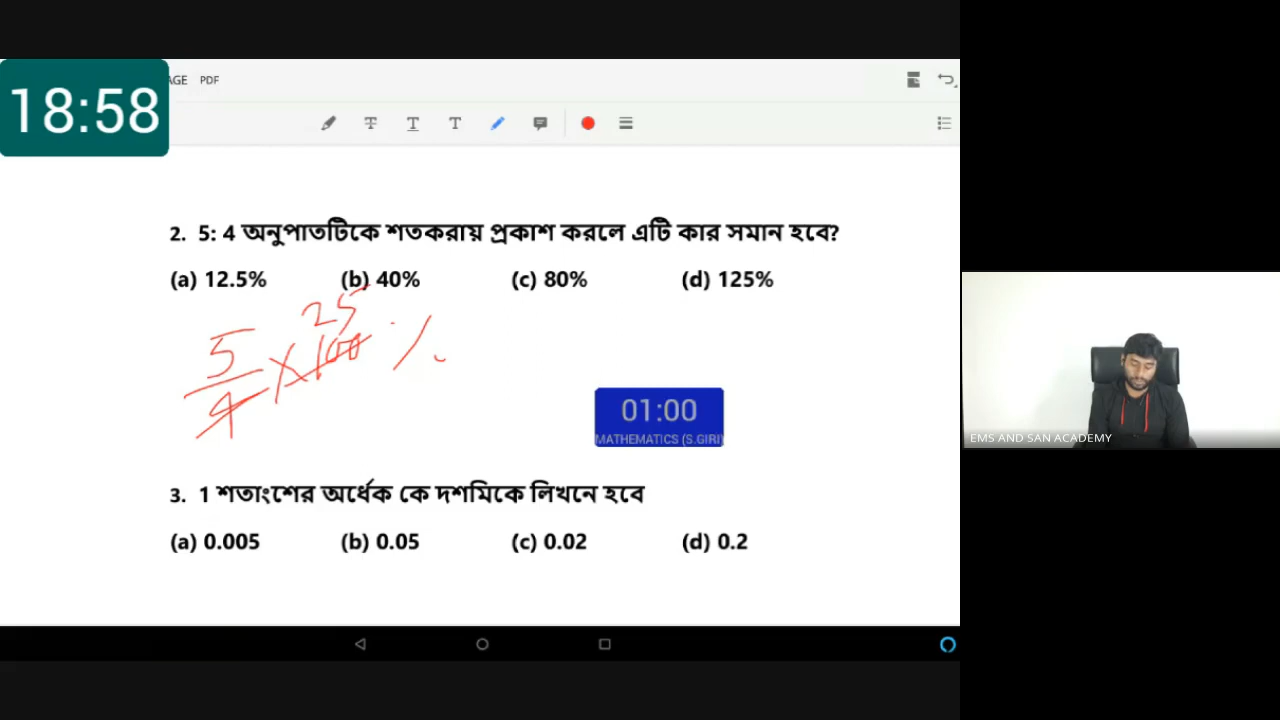 18:58
AGE PDF
2. 5: 4 অনুপাতটিকে শতকরায় প্রকাশ করলে এটি কার সমান হবে?
(a) 12.5% (b) 40% (c) 80% (d) 125%
25
5/4 X 100 %
01:00
MATHEMATICS (S.GIRI)
EMS AND SAN ACADEMY
3. 1 শতাংশের অর্ধেক কে দশমিকে লিখনে হবে
(a) 0.005 (b) 0.05 (c) 0.02 (d) 0.2